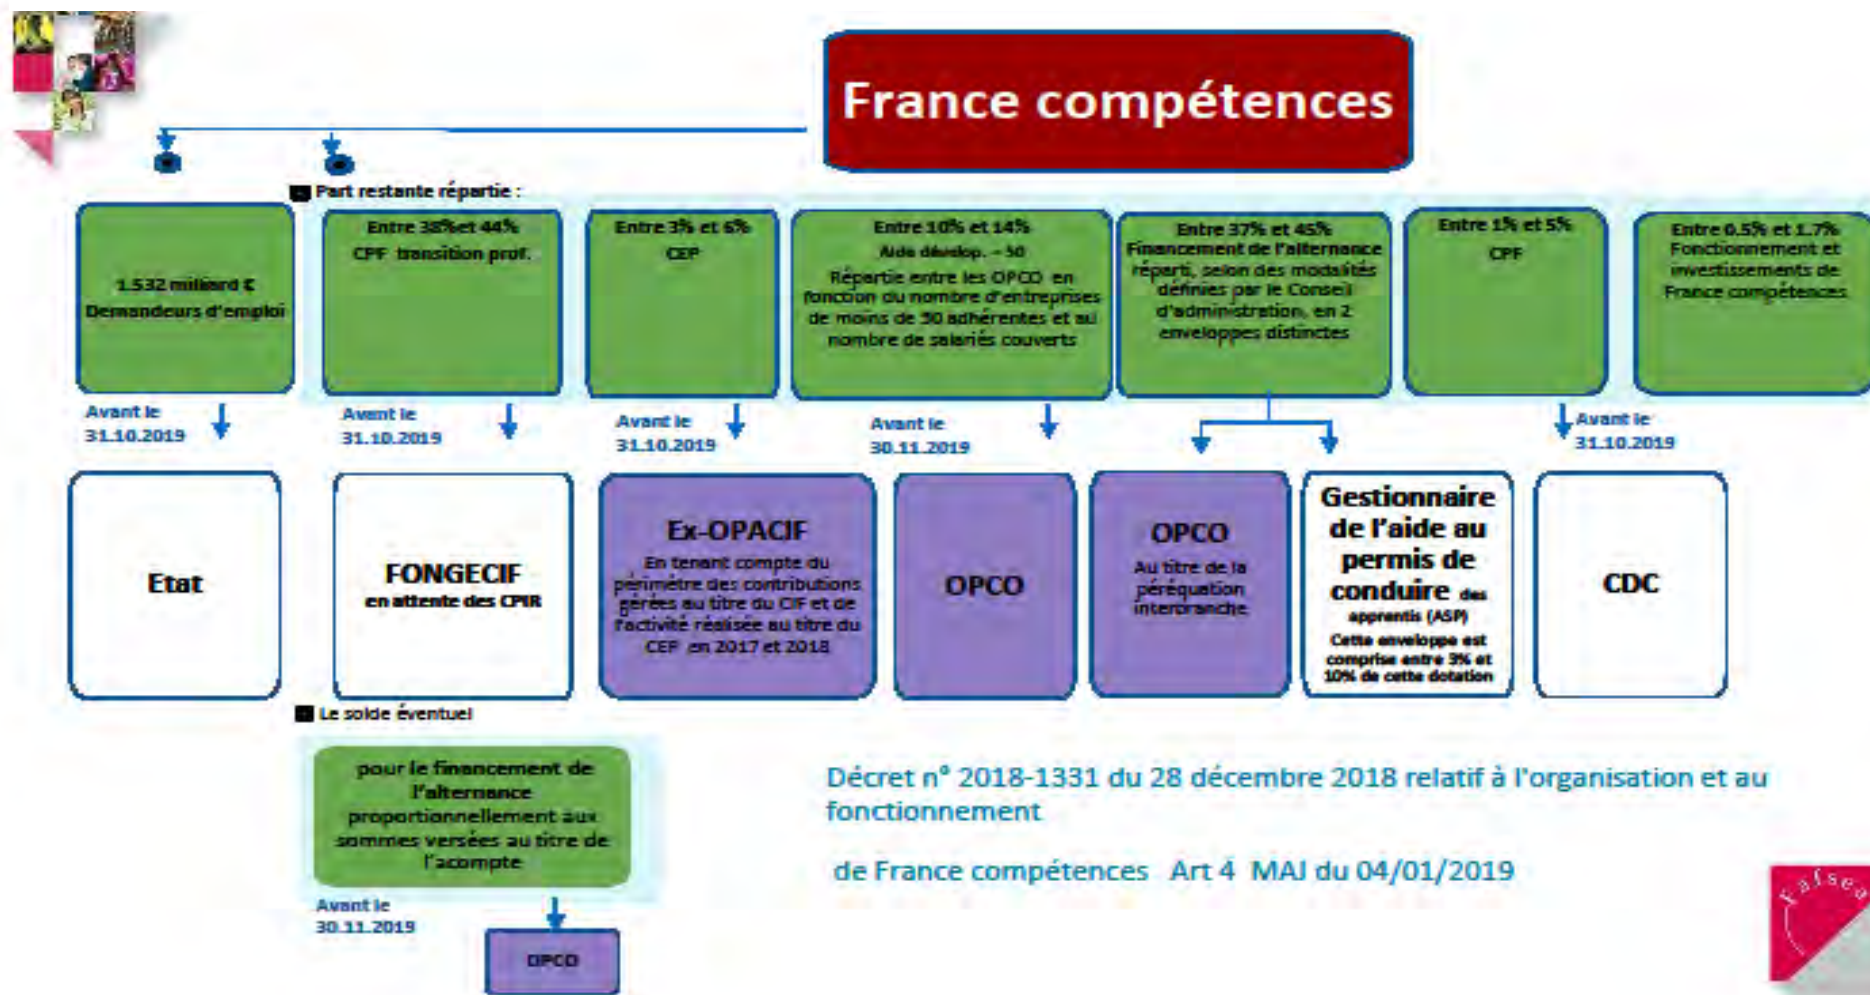 France compétences
Part restante répartie :
1.532 milliard €
Demandeurs d'emploi
Entre 38%et 44%
CPF transition prof.
Entre 3% et 6%
CEP
Entre 10% et 14%
Aide dévelop. - 50
Répartie entre les OPCO en
fonction du nombre d'entreprises
de moins de 50 adhérentes et au
nombre de salariés couverts
Entre 37% et 45%
Financement de l'alternance
réparti, selon des modalités
définies par le Conseil
d'administration, en 2
enveloppes distinctes
Entre 1% et 5%
CPF
Entre 0.5% et 1.7%
Fonctionnement et
investissements de
France compétences
Avant le
31.10.2019
Avant le
31.10.2019
Avant le
31.10.2019
Avant le
30.11.2019
Avant le
31.10.2019
Etat
FONGECIF
en attente des CPIR
Ex-OPACIF
En tenant compte du
périmètre des contributions
gérées au titre du CIF et de
l'activité réalisée au titre du
CEP en 2017 et 2018
OPCO
OPCO
Au titre de la
péréquation
interbranche
Gestionnaire
de l'aide au
permis de
conduire des
apprentis (ASP)
Cette enveloppe est
comprise entre 3% et
10% de cette dotation
CDC
Le solde éventuel
pour le financement de
l'alternance
proportionnellement aux
sommes versées au titre de
l'acompte
Avant le
30.11.2019
OPCO
Décret n° 2018-1331 du 28 décembre 2018 relatif à l'organisation et au
fonctionnement
de France compétences Art 4 MAJ du 04/01/2019
Fafsea